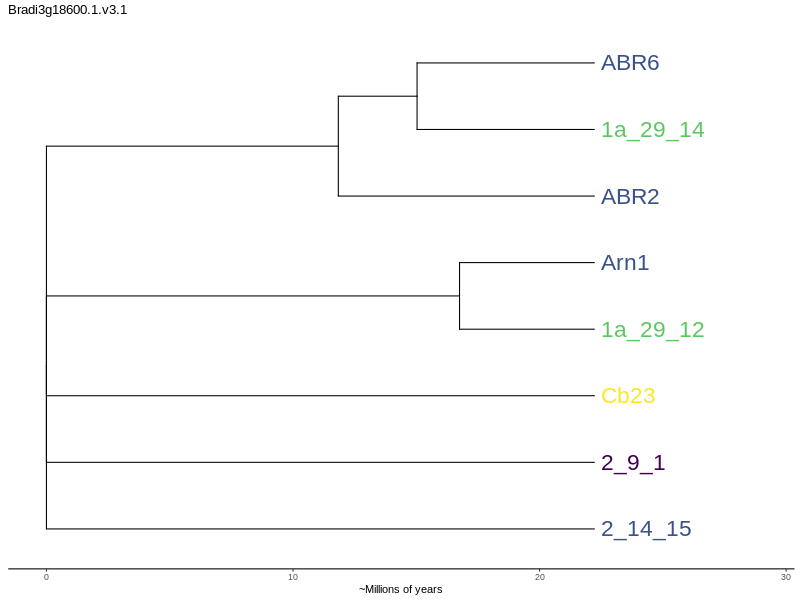 Bradi3g18600.1.v3.1
ABR6
1a_29_14
ABR2
Arn1
1a_29_12
Cb23
2_9_1
2_14_15
0 10 20 30
~Millions of years